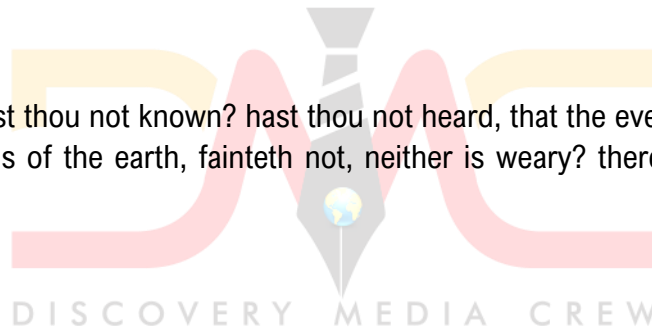 st thou not known? hast thou not heard, that the eve
s of the earth, fainteth not, neither is weary? there
DISCOVERY MEDIA CREW